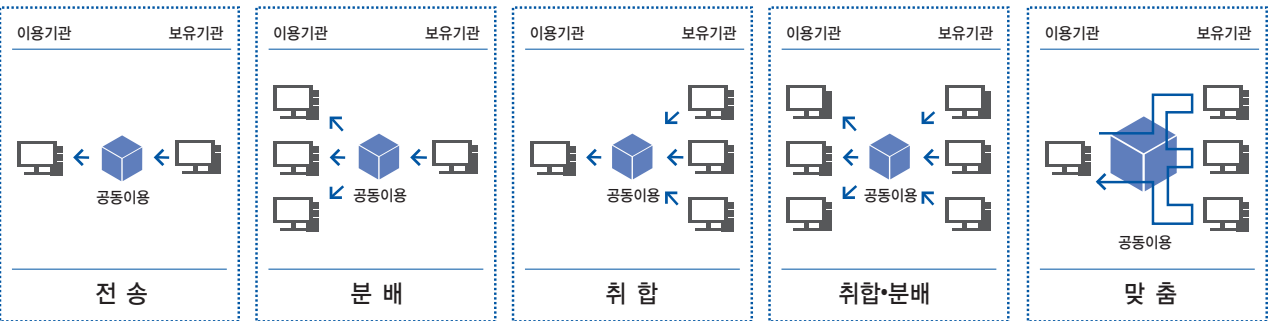 이용기관 보유기관
공동이용
전 송
이용기관 보유기관
공동이용
분 배
이용기관 보유기관
공동이용
취 합
이용기관 보유기관
공동이용
취합•분배
이용기관 보유기관
공동이용
맞 춤